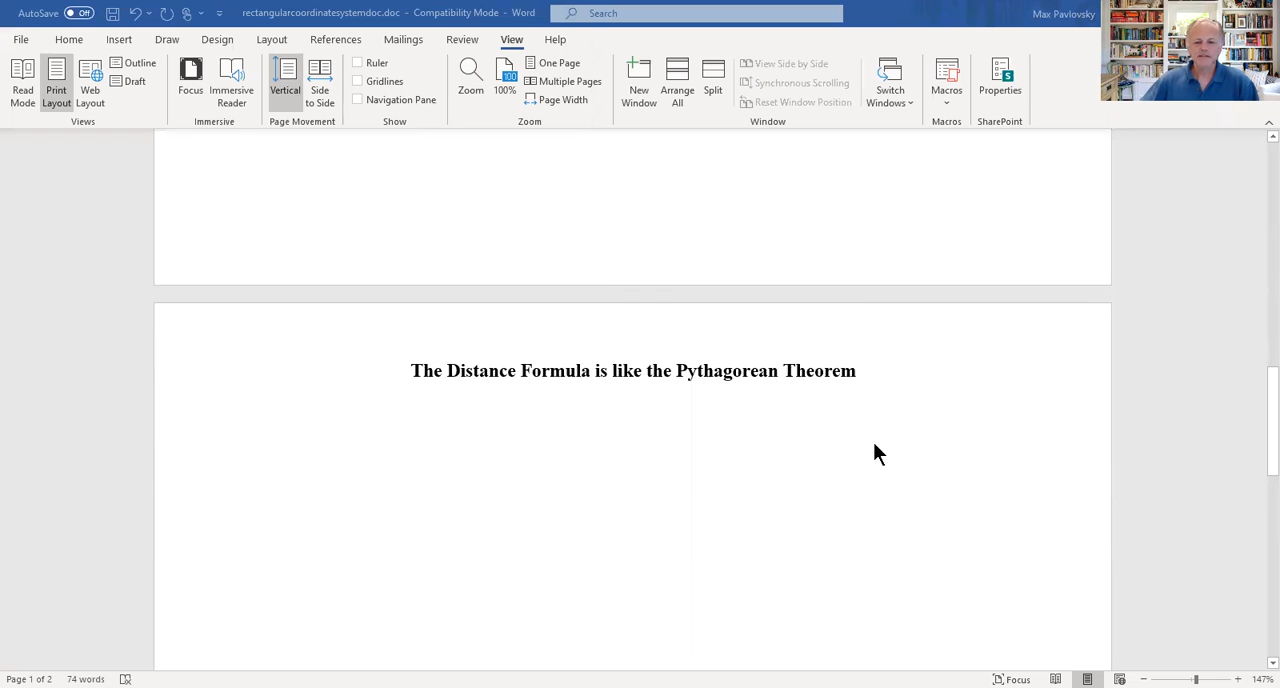 AutoSave Off rectangularcoordinatesystemdoc.doc - Compatibility Mode - Word Search Max Pavlovsky
File Home Insert Draw Design Layout References Mailings Review View Help
Read Mode
Print Layout
Web Layout
Outline
Draft
Views
Focus
Immersive Reader
Immersive
Vertical
Side to Side
Page Movement
Ruler
Gridlines
Navigation Pane
Show
Zoom
100
100%
One Page
Multiple Pages
Page Width
Zoom
New Window
Arrange All
Split
View Side by Side
Synchronous Scrolling
Reset Window Position
Switch Windows
Window
Macros
Macros
Properties
SharePoint
The Distance Formula is like the Pythagorean Theorem
Page 1 of 2 74 words Focus 147%